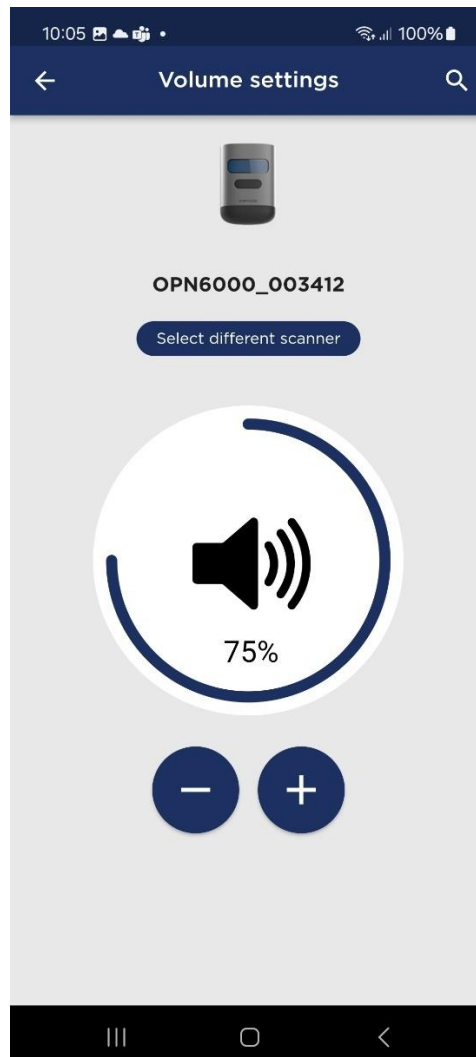 10:05 100%
Volume settings
OPN6000_003412
Select different scanner
75%